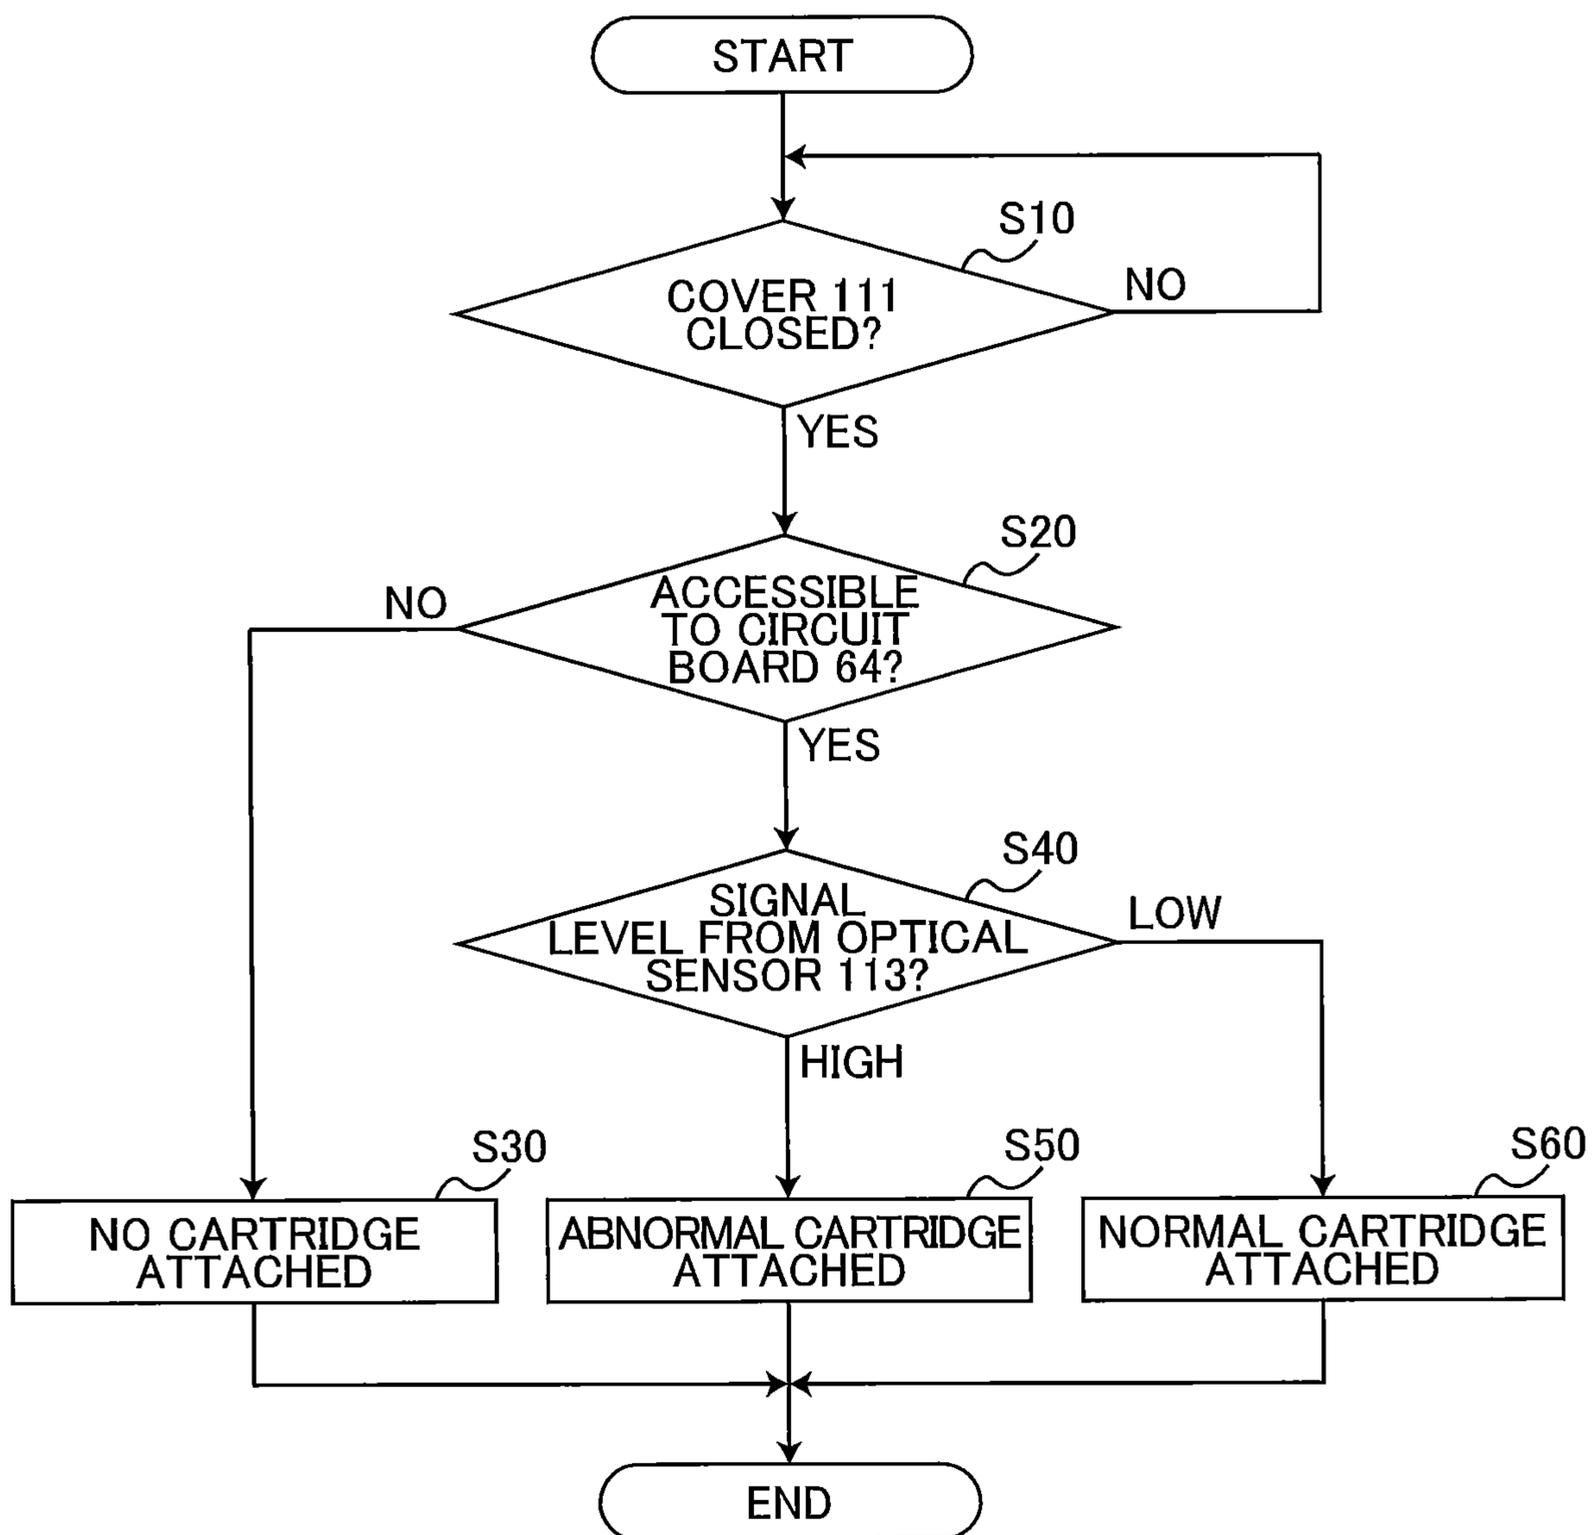 START
S10
COVER 111
CLOSED?
NO
YES
S20
NO
ACCESSIBLE
TO CIRCUIT
BOARD 64?
YES
S40
SIGNAL
LEVEL FROM OPTICAL
SENSOR 113?
LOW
HIGH
S30
NO CARTRIDGE
ATTACHED
S50
ABNORMAL CARTRIDGE
ATTACHED
S60
NORMAL CARTRIDGE
ATTACHED
END